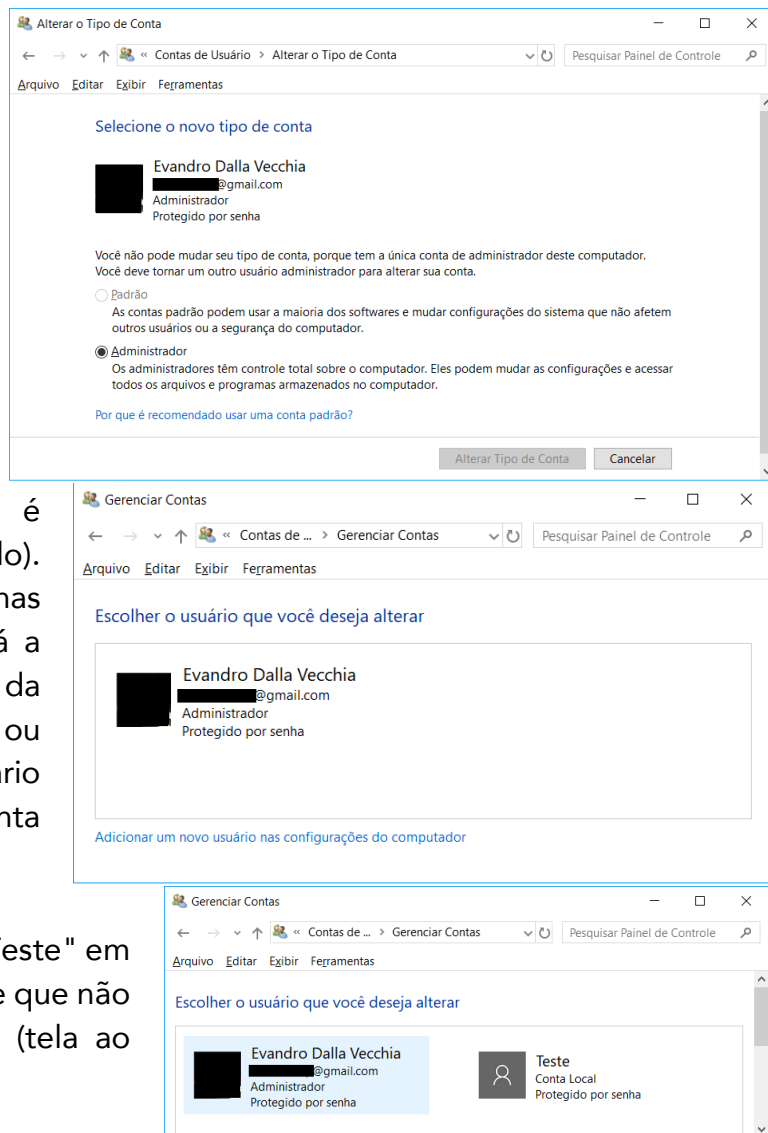 Alterar o Tipo de Conta
« Contas de Usuário > Alterar o Tipo de Conta
Pesquisar Painel de Controle
Arquivo Editar Exibir Ferramentas
Selecione o novo tipo de conta
Evandro Dalla Vecchia
@gmail.com
Administrador
Protegido por senha
Você não pode mudar seu tipo de conta, porque tem a única conta de administrador deste computador.
Você deve tornar um outro usuário administrador para alterar sua conta.
Padrão
As contas padrão podem usar a maioria dos softwares e mudar configurações do sistema que não afetem
outros usuários ou a segurança do computador.
Administrador
Os administradores têm controle total sobre o computador. Eles podem mudar as configurações e acessar
todos os arquivos e programas armazenados no computador.
Por que é recomendado usar uma conta padrão?
Alterar Tipo de Conta Cancelar
é
Gerenciar Contas
« Contas de ... > Gerenciar Contas
Pesquisar Painel de Controle
Arquivo Editar Exibir Ferramentas
Escolher o usuário que você deseja alterar
Evandro Dalla Vecchia
@gmail.com
Administrador
Protegido por senha
Adicionar um novo usuário nas configurações do computador
a
da
ou
Gerenciar Contas
« Contas de ... > Gerenciar Contas
Pesquisar Painel de Controle
Arquivo Editar Exibir Ferramentas
Escolher o usuário que você deseja alterar
Evandro Dalla Vecchia
@gmail.com
Administrador
Protegido por senha
Teste
Conta Local
Protegido por senha
este" em
e que não
(tela ao